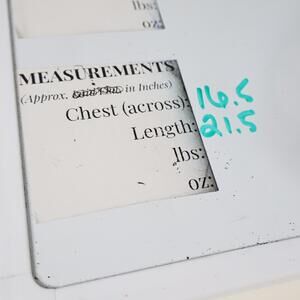 lbs:
oz:
MEASUREMENTS
(Approx. in Inches)
Chest (across): 16.5
Length: 21.5
lbs:
oz: